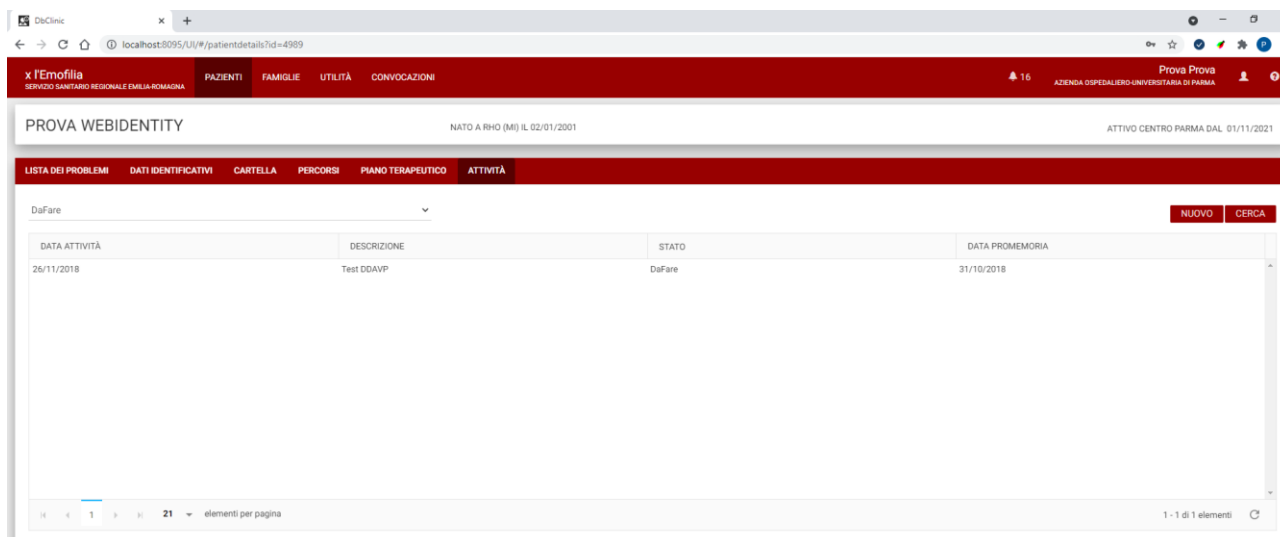 DbClinic
localhost:8095/UI/#/patientdetails?id=4989
x l'Emofilia
SERVIZIO SANITARIO REGIONALE EMILIA-ROMAGNA
PAZIENTI FAMIGLIE UTILITÀ CONVOCAZIONI
16
Prova Prova
AZIENDA OSPEDALIERO-UNIVERSITARIA DI PARMA
PROVA WEBIDENTITY NATO A RHO (MI) IL 02/01/2001 ATTIVO CENTRO PARMA DAL 01/11/2021
LISTA DEI PROBLEMI DATI IDENTIFICATIVI CARTELLA PERCORSI PIANO TERAPEUTICO ATTIVITÀ
DaFare NUOVO CERCA
DATA ATTIVITÀ DESCRIZIONE STATO DATA PROMEMORIA
26/11/2018 Test DDAVP DaFare 31/10/2018
1 21 elementi per pagina 1 - 1 di 1 elementi